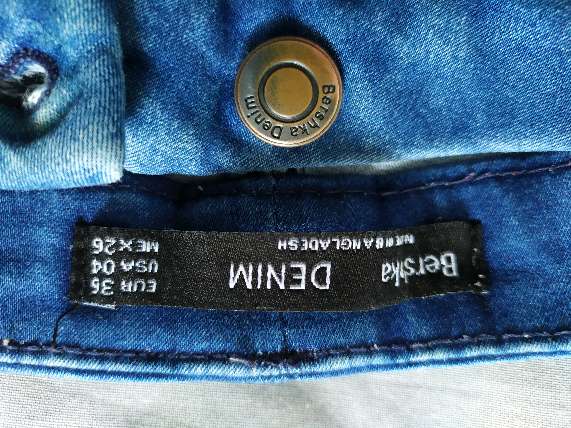 Bershka Denim
Bershka
DENIM
BANGLADESH
EUR 36
USA 04
MEX 26